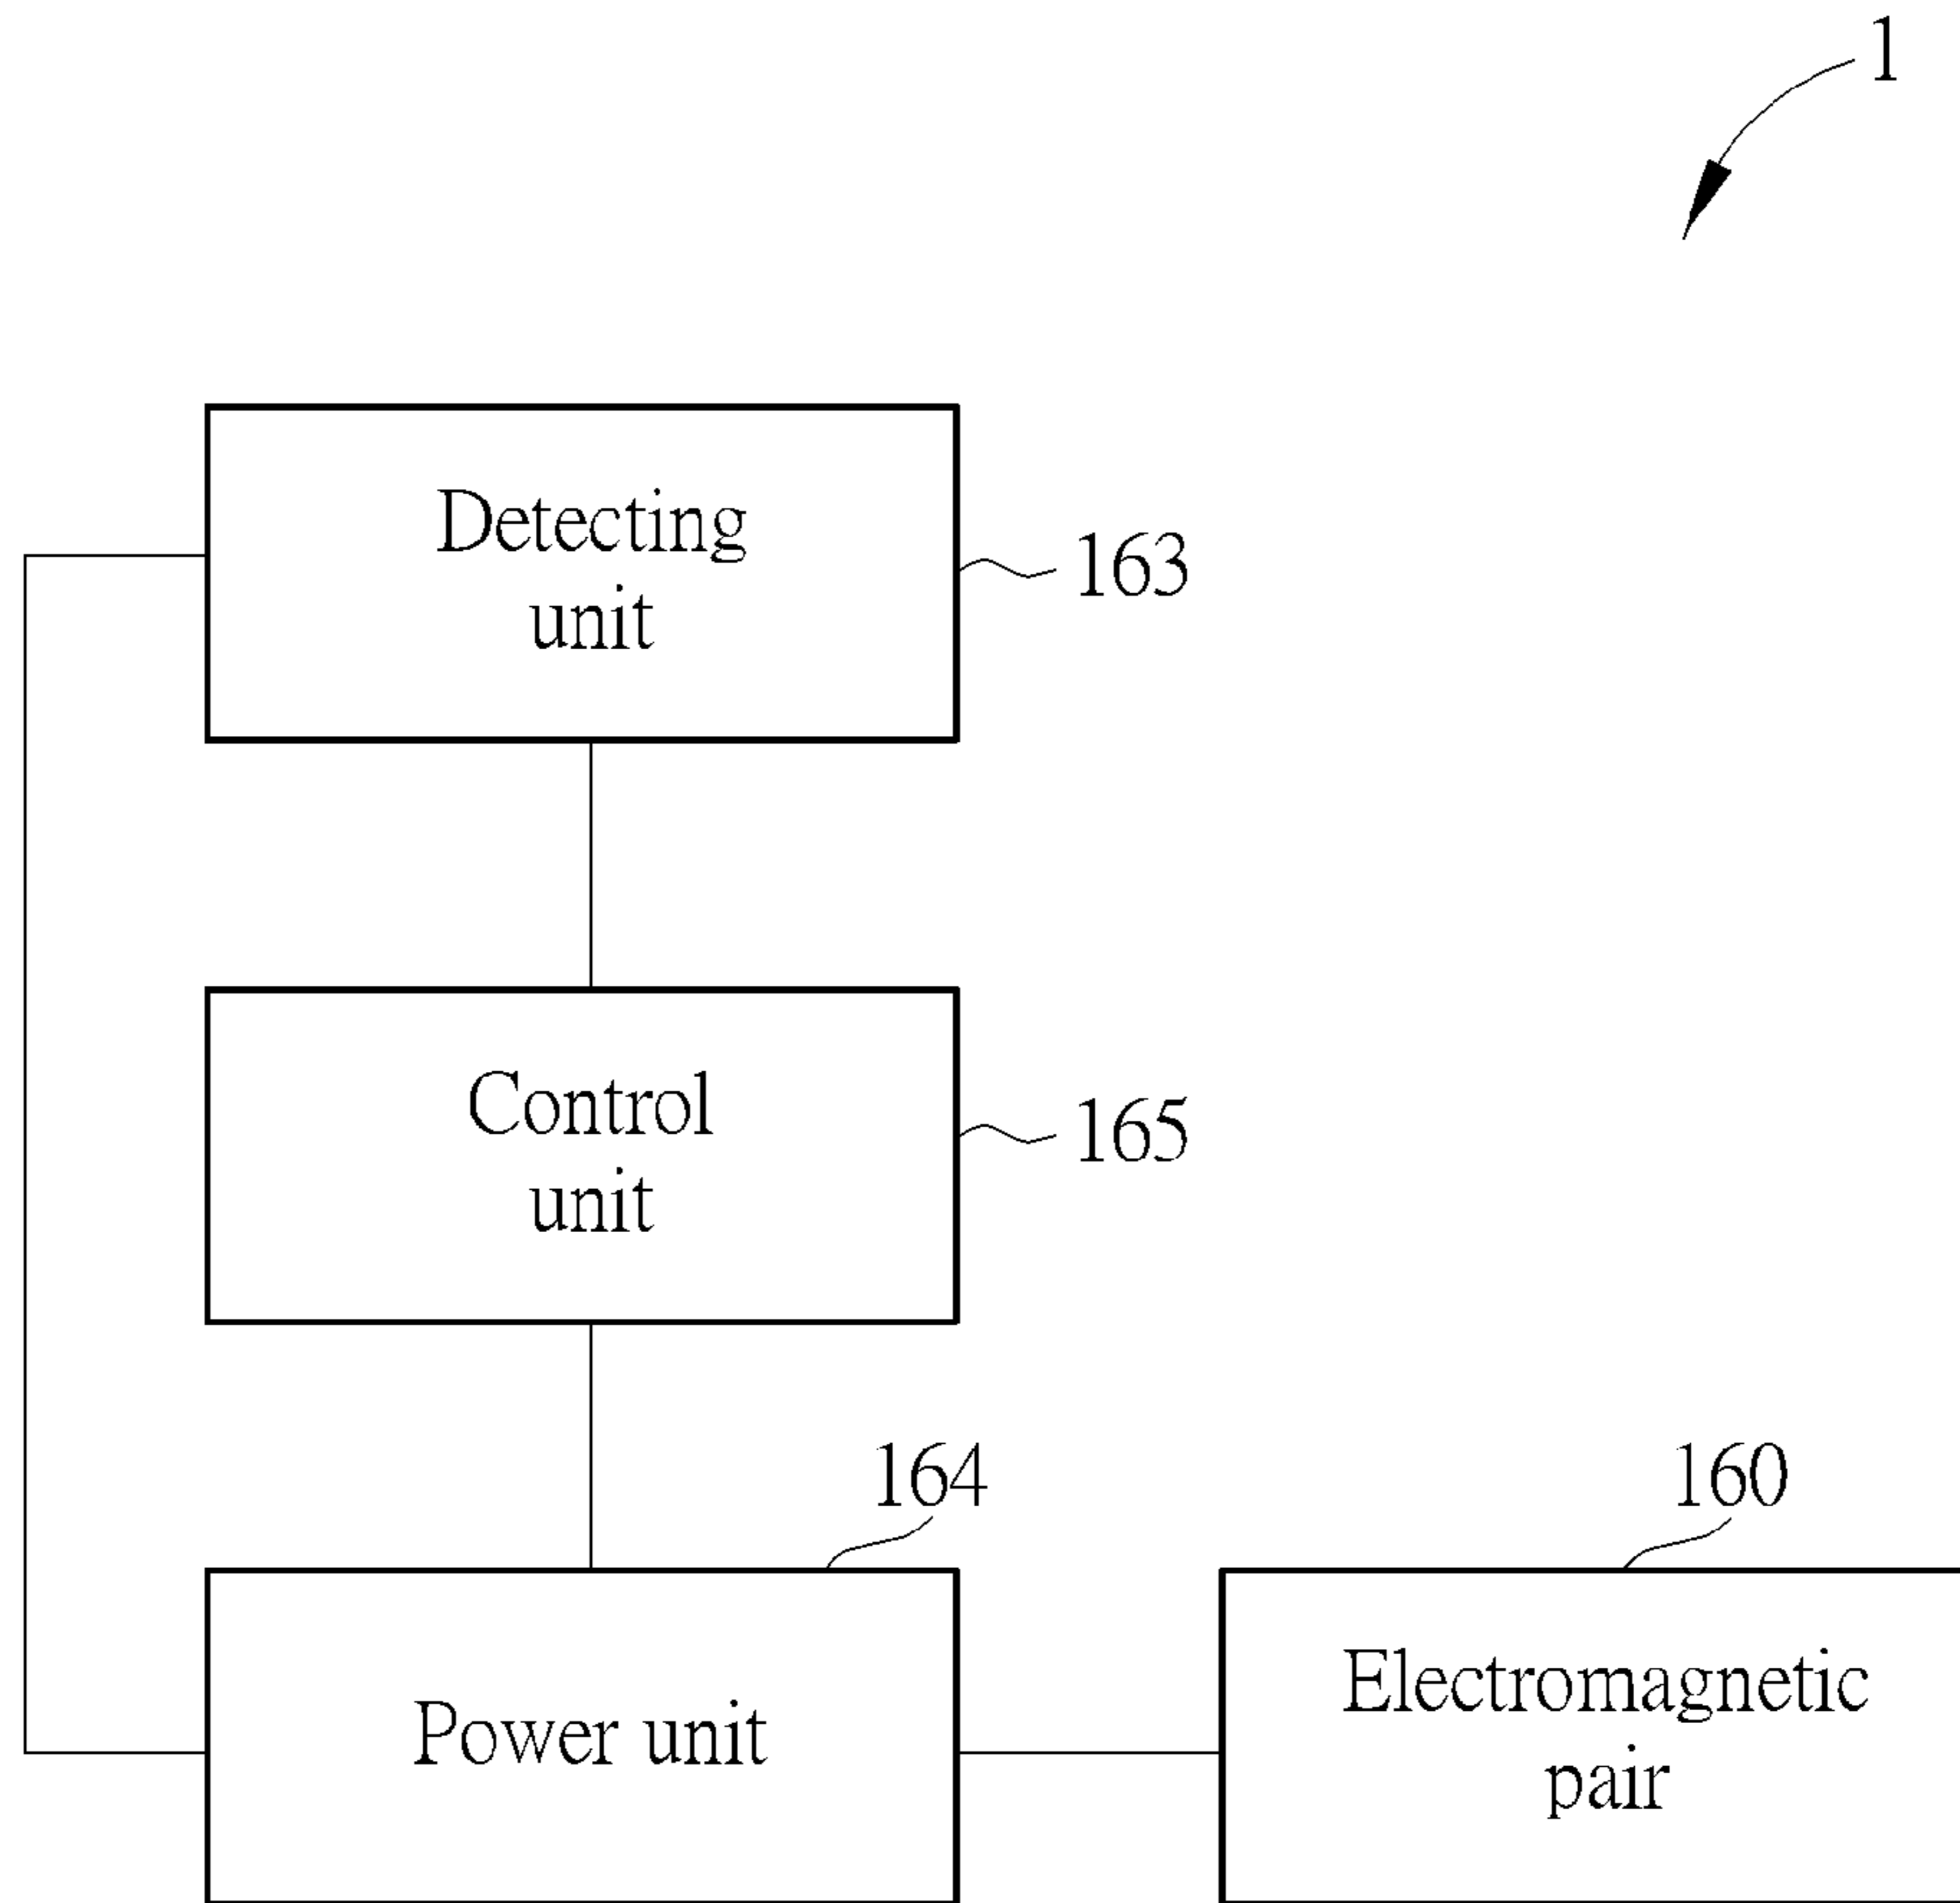 1
Detecting
unit
163
Control
unit
165
164
160
Power unit
Electromagnetic
pair